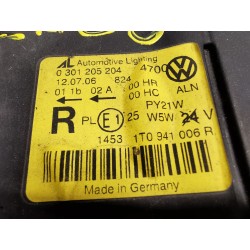 AL Automotive Lighting
0 301 205 204 4700
12.07.06 824 00 HR ALN
01 1b 02 A 00 HC
PY21W
R PL E1 25 W5W 24 V
1453 1T0 941 006 R
Made in Germany